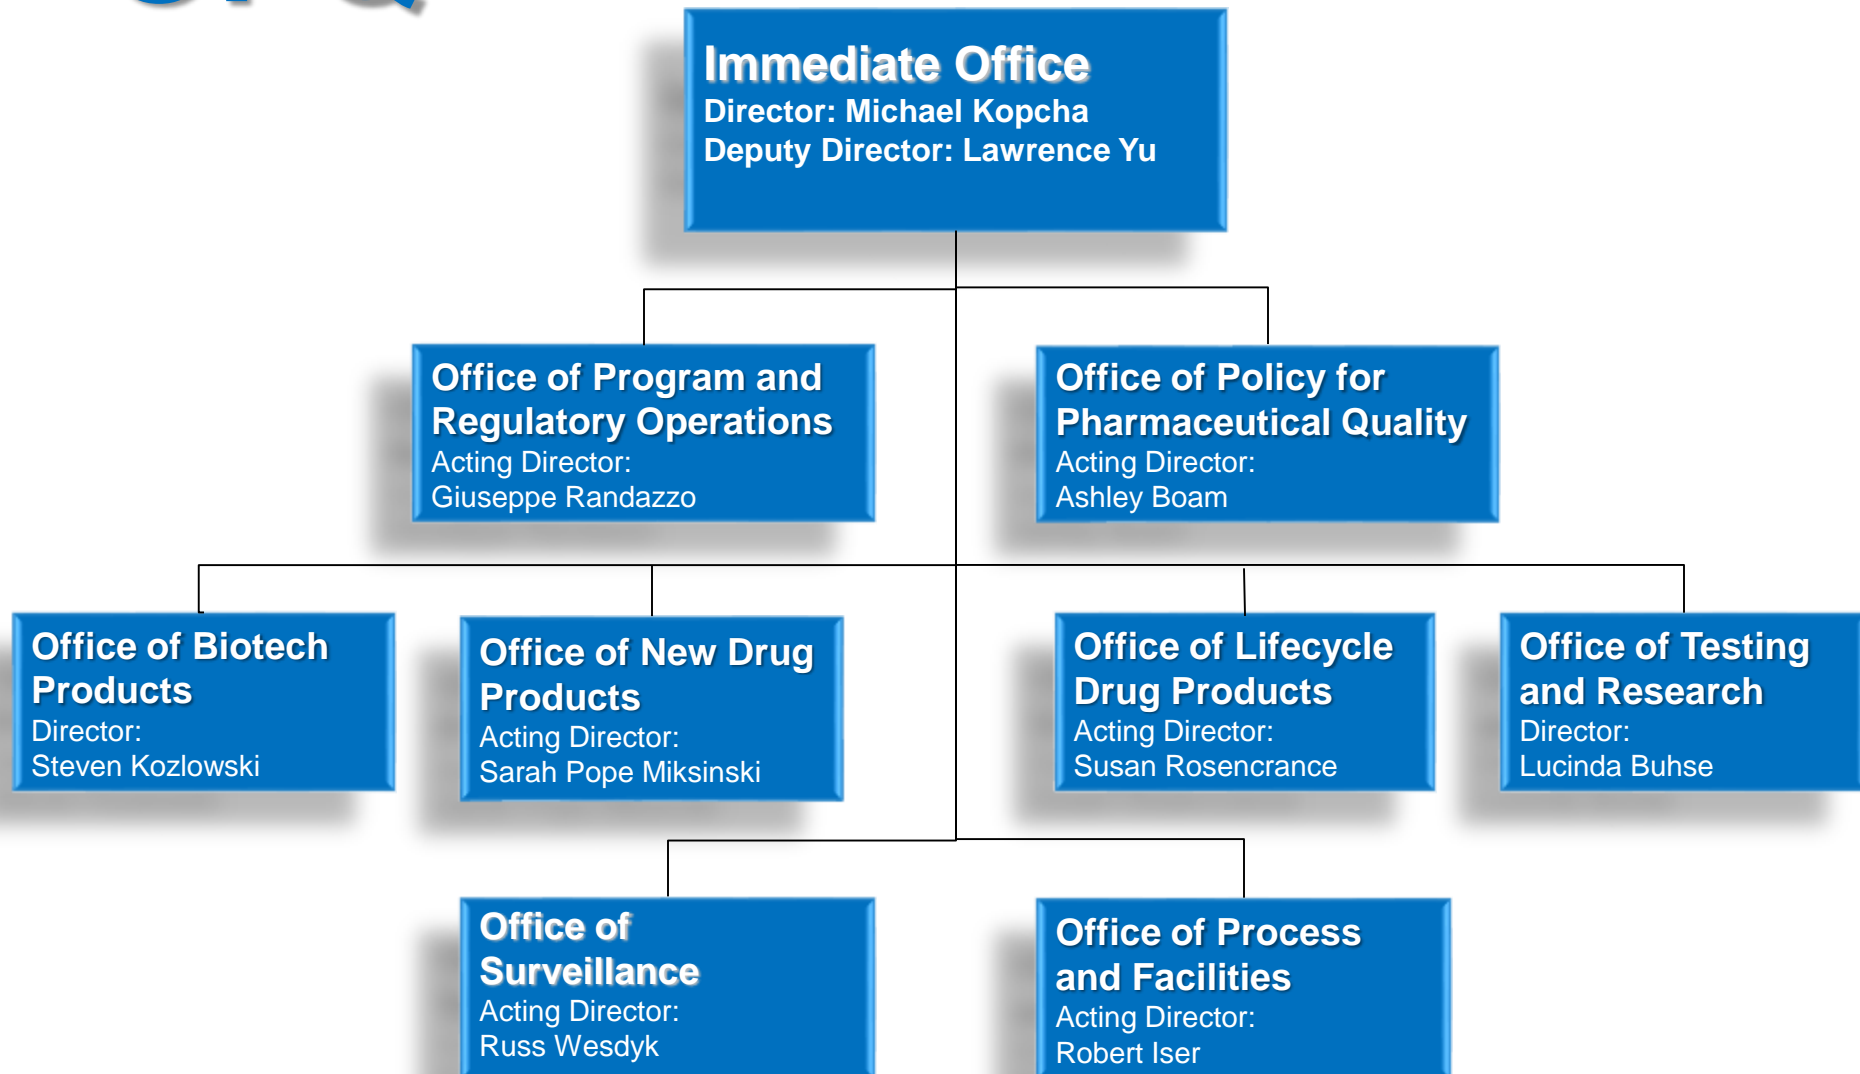 Immediate Office
Director: Michael Kopcha
Deputy Director: Lawrence Yu
Office of Program and
Regulatory Operations
Acting Director:
Giuseppe Randazzo
Office of Policy for
Pharmaceutical Quality
Acting Director:
Ashley Boam
Office of Biotech
Products
Director:
Steven Kozlowski
Office of New Drug
Products
Acting Director:
Sarah Pope Miksinski
Office of Lifecycle
Drug Products
Acting Director:
Susan Rosencrance
Office of Testing
and Research
Director:
Lucinda Buhse
Office of
Surveillance
Acting Director:
Russ Wesdyk
Office of Process
and Facilities
Acting Director:
Robert Iser